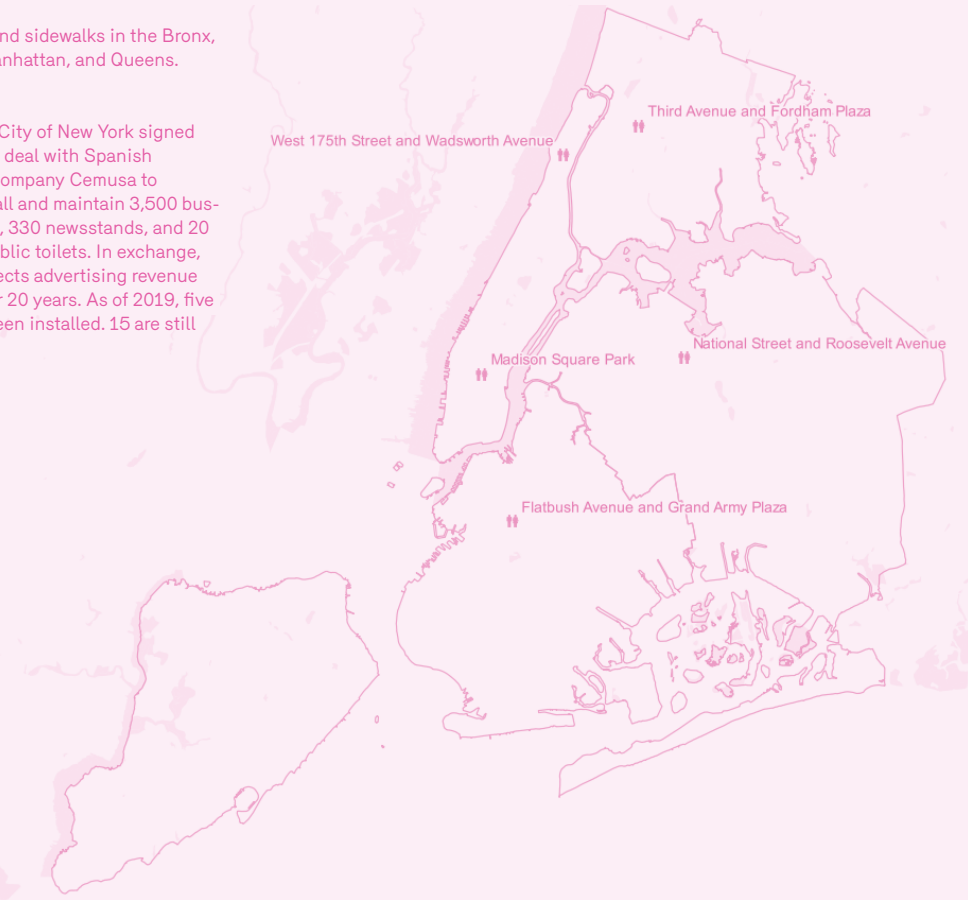 nd sidewalks in the Bronx,
anhattan, and Queens.
City of New York signed
deal with Spanish
ompany Cemusa to
all and maintain 3,500 bus-
, 330 newsstands, and 20
blic toilets. In exchange,
ects advertising revenue
r 20 years. As of 2019, five
een installed. 15 are still
Third Avenue and Fordham Plaza
West 175th Street and Wadsworth Avenue
National Street and Roosevelt Avenue
Madison Square Park
Flatbush Avenue and Grand Army Plaza